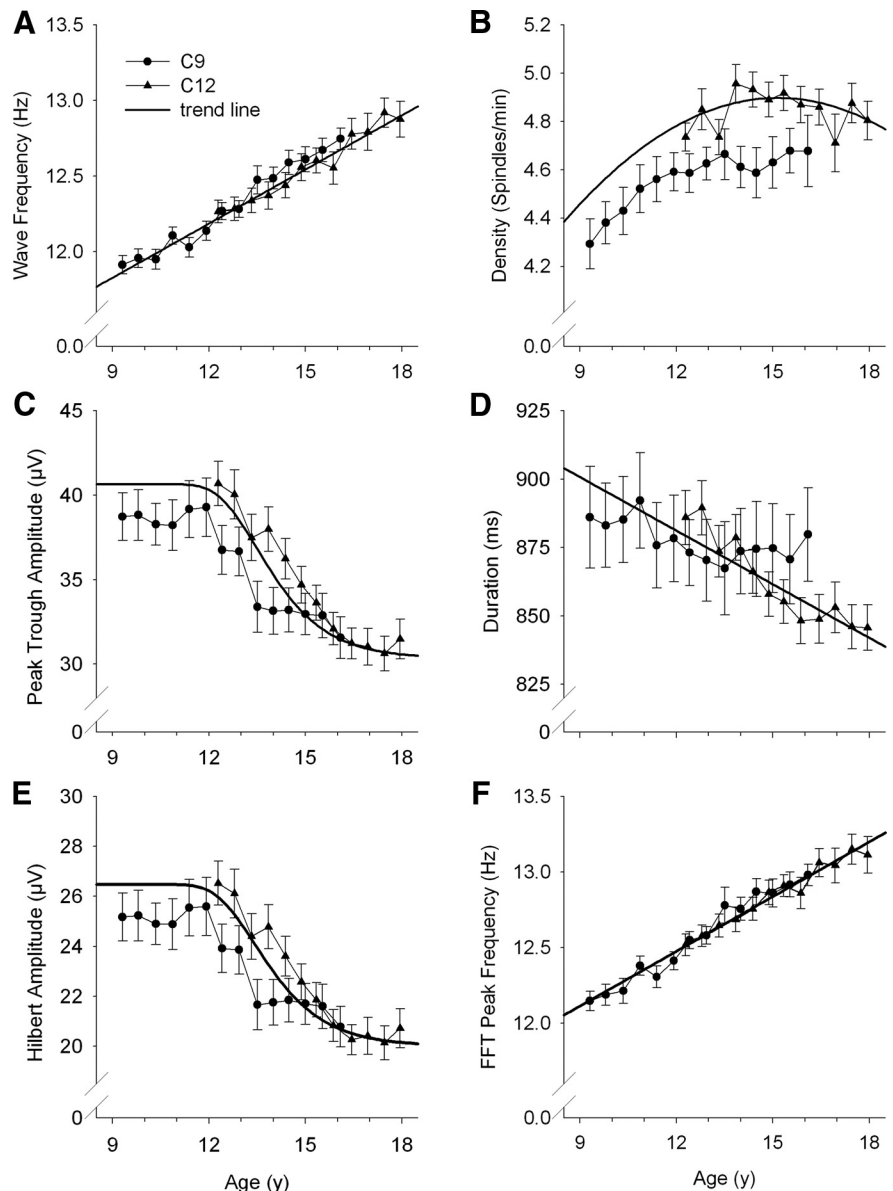 A
Wave Frequency (Hz)
13.5
13.0
12.5
12.0
0.0
C9
C12
trend line
9 12 15 18
B
Density (Spindles/min)
5.2
5.0
4.8
4.6
4.4
4.2
0.0
9 12 15 18
C
Peak Trough Amplitude (µV)
45
40
35
30
0
9 12 15 18
D
Duration (ms)
925
900
875
850
825
0
9 12 15 18
E
Hilbert Amplitude (µV)
30
28
26
24
22
20
0
9 12 15 18
Age (y)
F
FFT Peak Frequency (Hz)
13.5
13.0
12.5
12.0
0.0
9 12 15 18
Age (y)